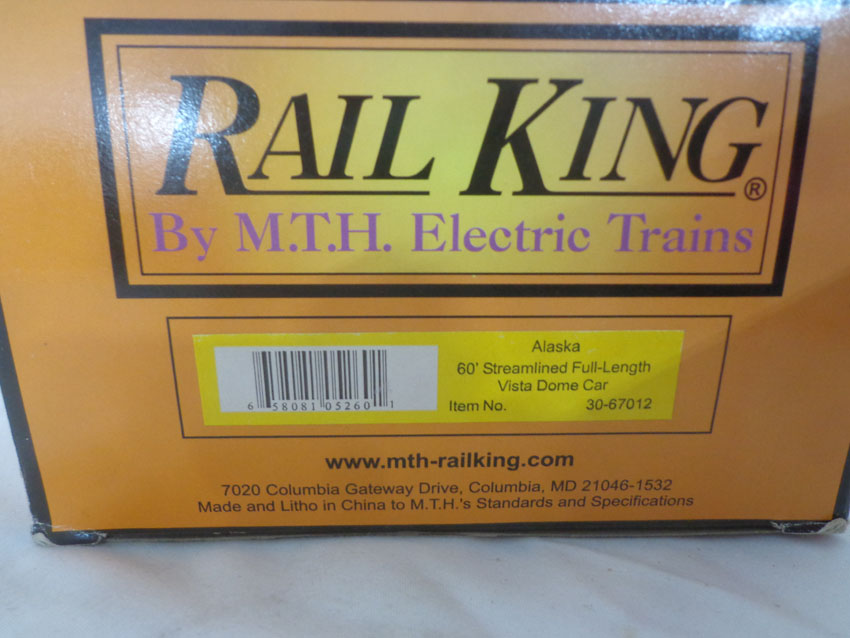 RAIL KING®
By M.T.H. Electric Trains
Alaska
60' Streamlined Full-Length
Vista Dome Car
Item No. 30-67012
6 58081 05260 1
www.mth-railking.com
7020 Columbia Gateway Drive, Columbia, MD 21046-1532
Made and Litho in China to M.T.H.'s Standards and Specifications